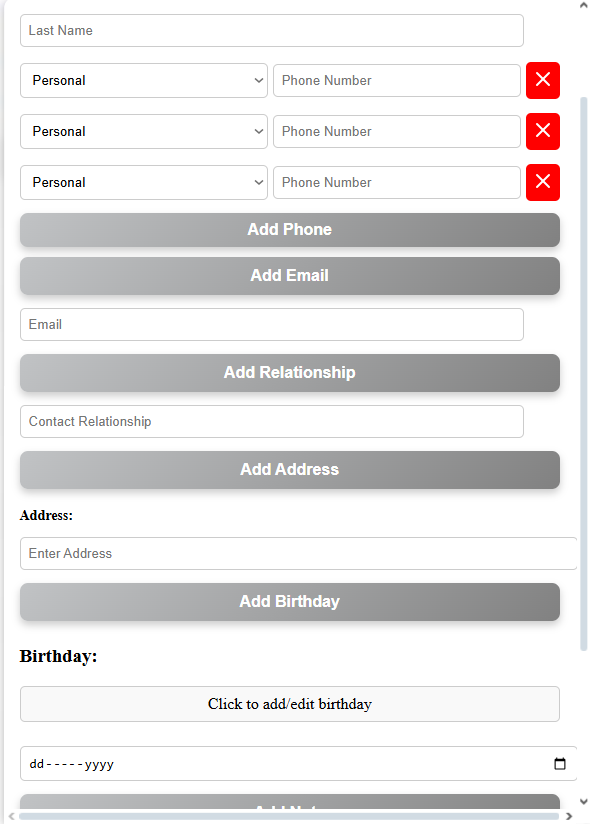 Last Name
Personal Phone Number
Personal Phone Number
Personal Phone Number
Add Phone
Add Email
Email
Add Relationship
Contact Relationship
Add Address
Address:
Enter Address
Add Birthday
Birthday:
Click to add/edit birthday
dd-----yyyy
Add